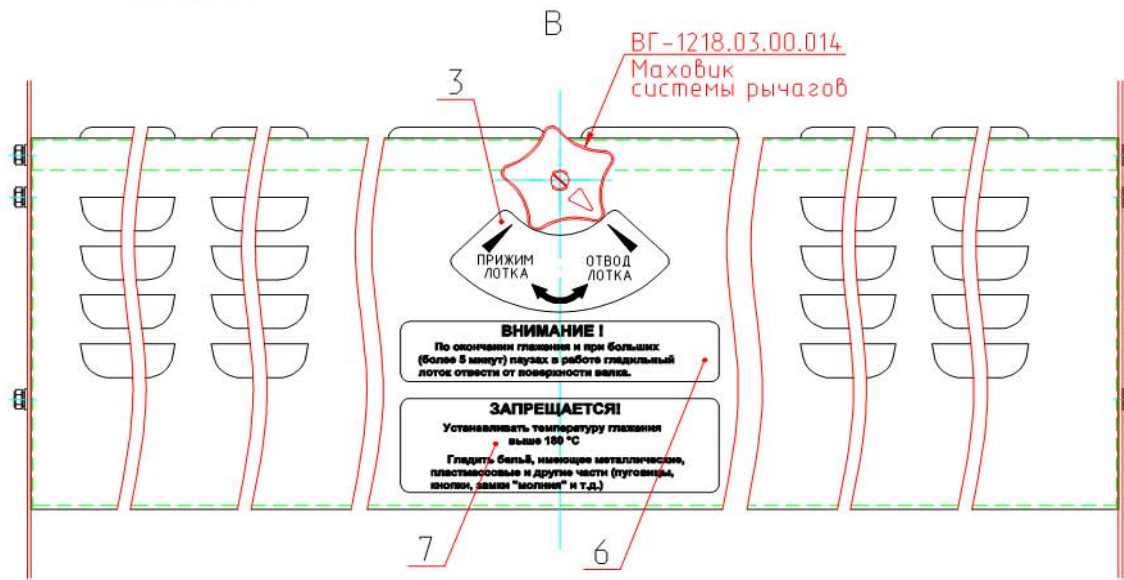 В
ВГ-1218.03.00.014
Маховик
системы рычагов
3
ПРИЖИМ
ЛОТКА
ОТВОД
ЛОТКА
ВНИМАНИЕ !
По окончании глажения и при больших
(более 5 минут) паузах в работе гладильный
лоток отвести от поверхности валка.
ЗАПРЕЩАЕТСЯ!
Устанавливать температуру глажения
выше 180 °С
Гладить бельё, имеющее металлические,
пластмассовые и другие части (пуговицы,
кнопки, замки "молния" и т.д.)
7
6